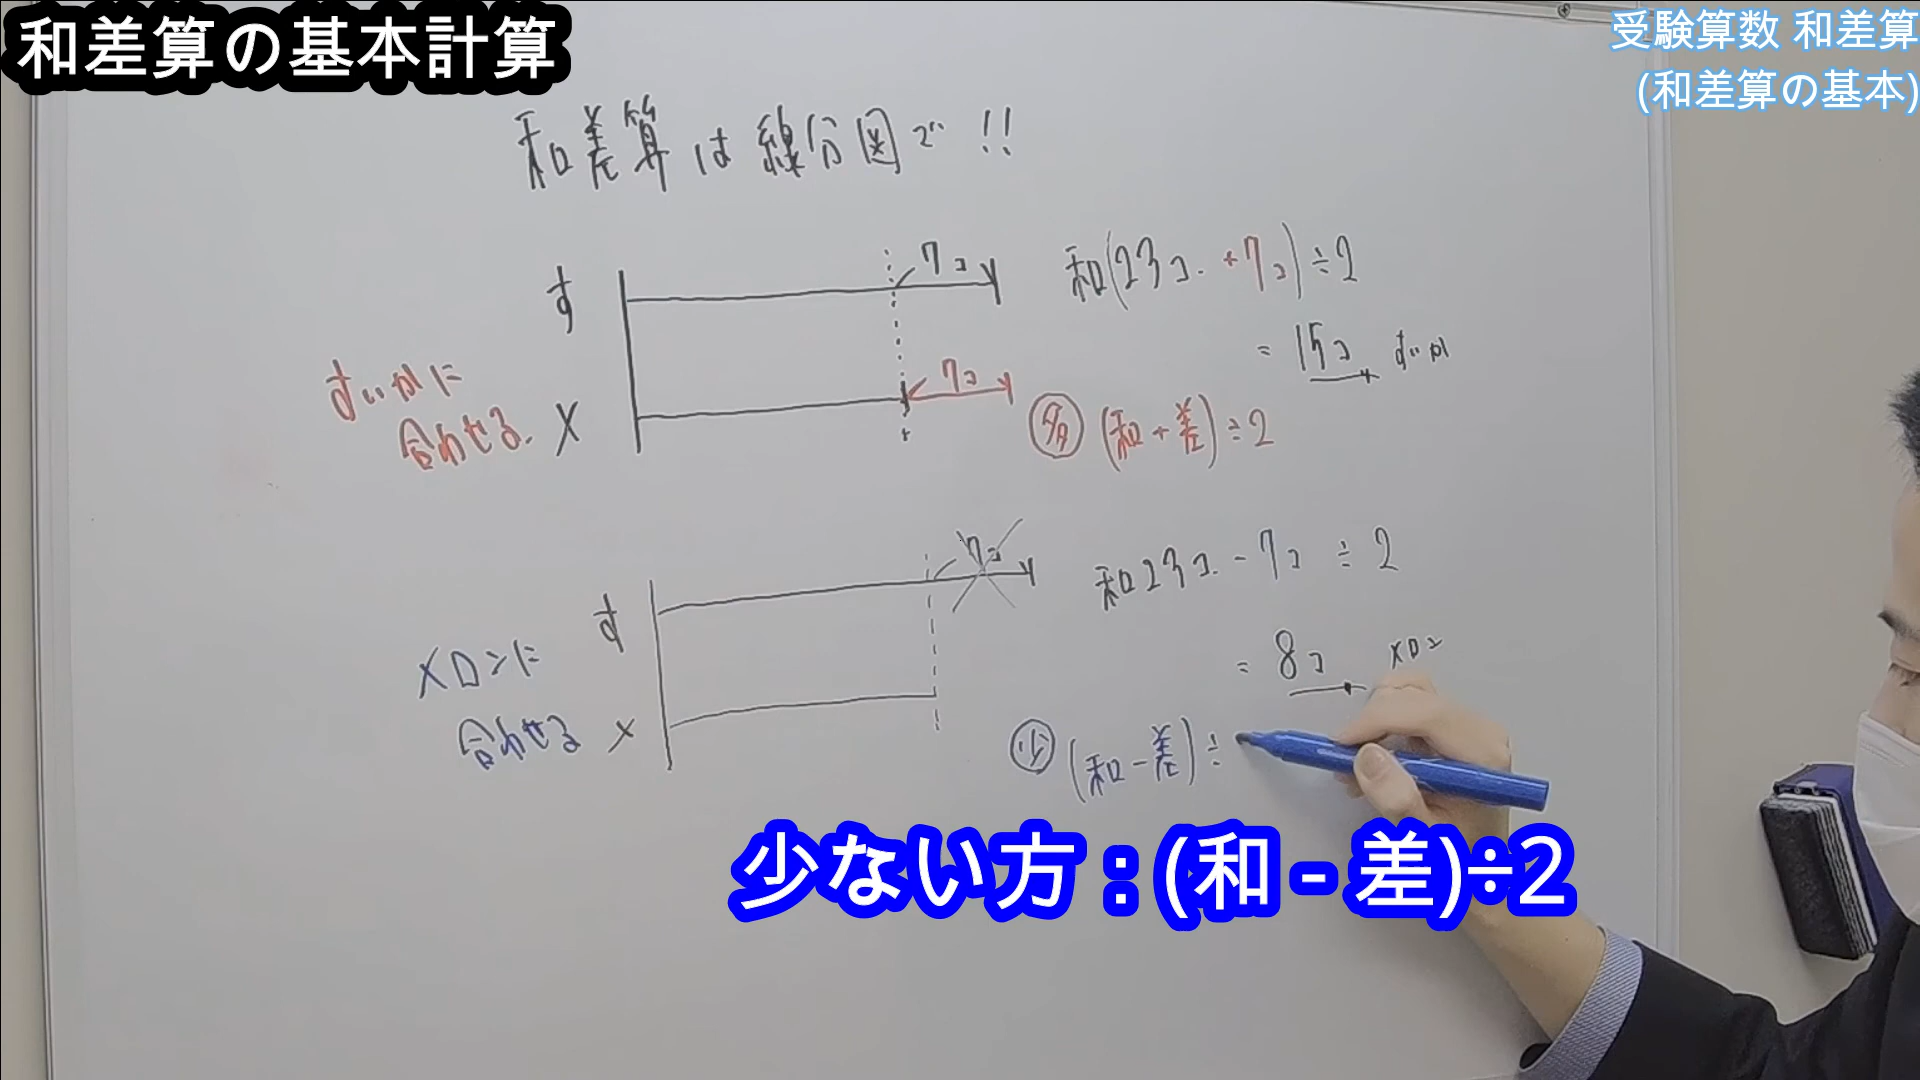 和差算の基本計算
受験算数 和差算
(和差算の基本)
和差算は線分図で!!
す
7コ
和(23コ.+7コ)÷2
=15コ すいか
すいかに
合わせる.
メ
7コ
多 (和+差)÷2
す
7コ
和23コ.-7コ÷2
=8コ メロン
メロンに
合わせる
メ
少 (和-差)÷
少ない方:(和-差)÷2